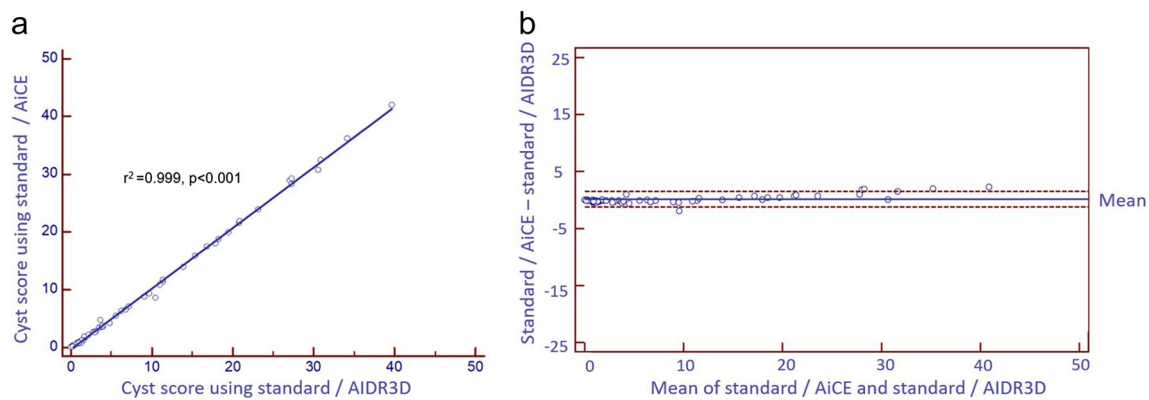 a
50
40
30
20
10
0
Cyst score using standard / AiCE
r²=0.999, p<0.001
0 10 20 30 40 50
Cyst score using standard / AIDR3D
b
25
15
5
-5
-15
-25
Standard / AiCE – standard / AIDR3D
Mean
0 10 20 30 40 50
Mean of standard / AiCE and standard / AIDR3D